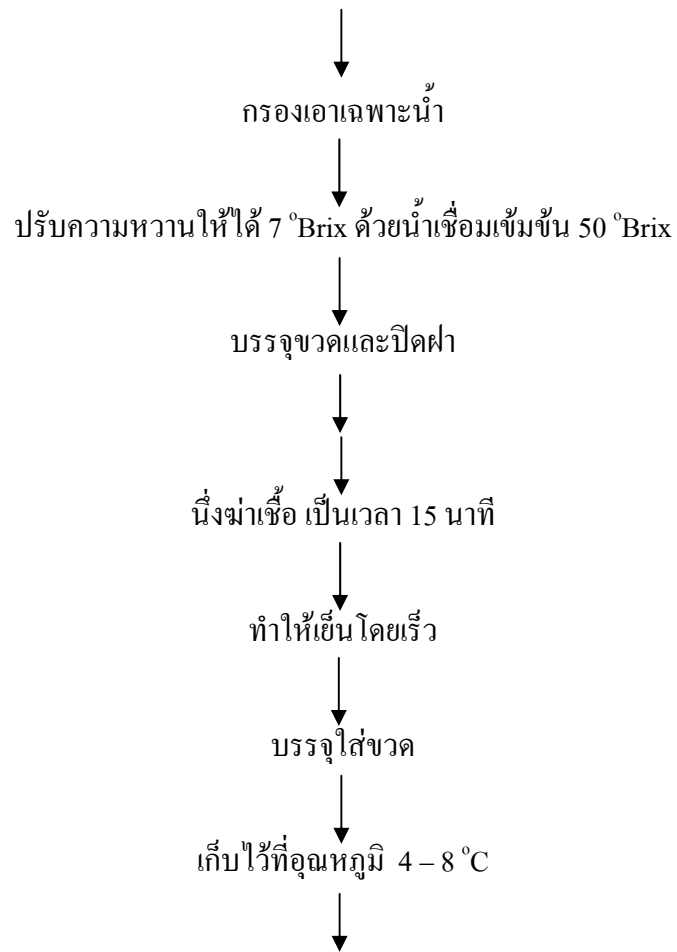 กรองเอาเฉพาะน้ำ
ปรับความหวานให้ได้ 7 °Brix ด้วยน้ำเชื่อมเข้มข้น 50 °Brix
บรรจุขวดและปิดฝา
นึ่งฆ่าเชื้อ เป็นเวลา 15 นาที
ทำให้เย็นโดยเร็ว
บรรจุใส่ขวด
เก็บไว้ที่อุณหภูมิ 4 – 8 °C